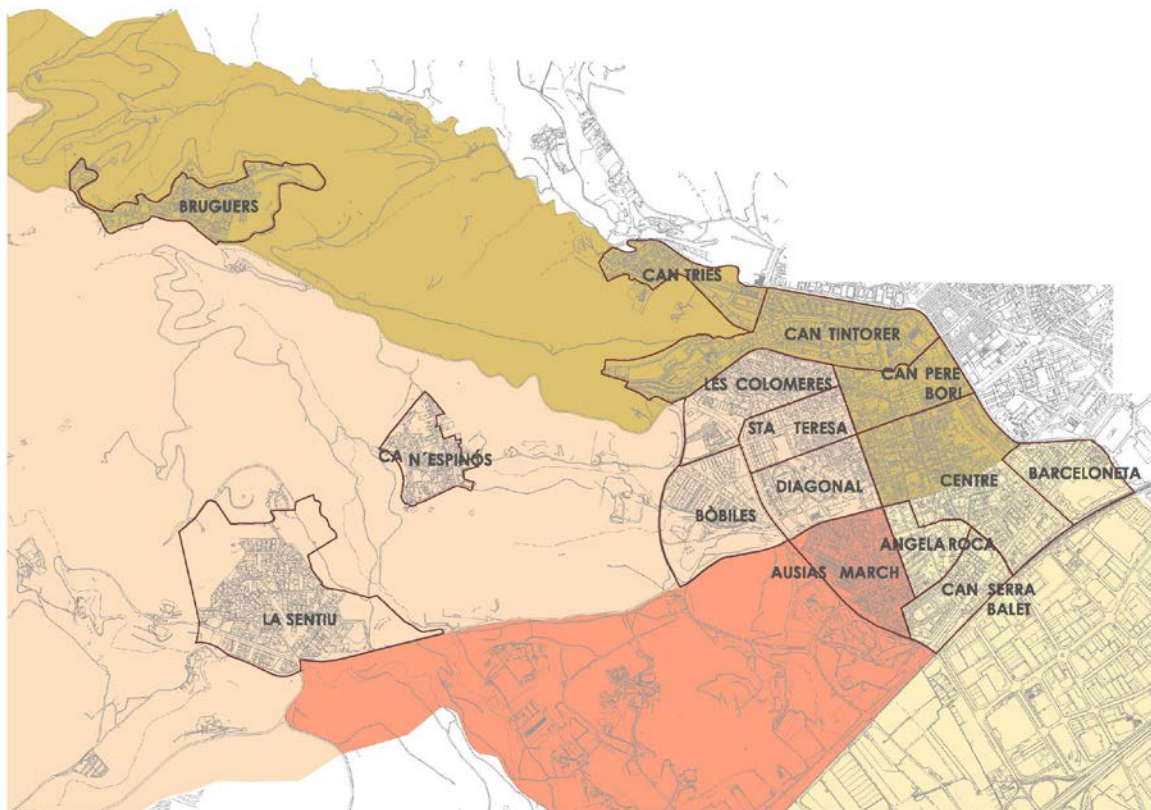 BRUGUERS
CAN TRIES
CAN TINTORER
CAN PERE
BORI
LES COLOMERES
STA TERESA
CA N´ESPINÓS
BARCELONETA
CENTRE
DIAGONAL
BÒBILES
ANGELA ROCA
AUSIAS MARCH
CAN SERRA
BALET
LA SENTIU